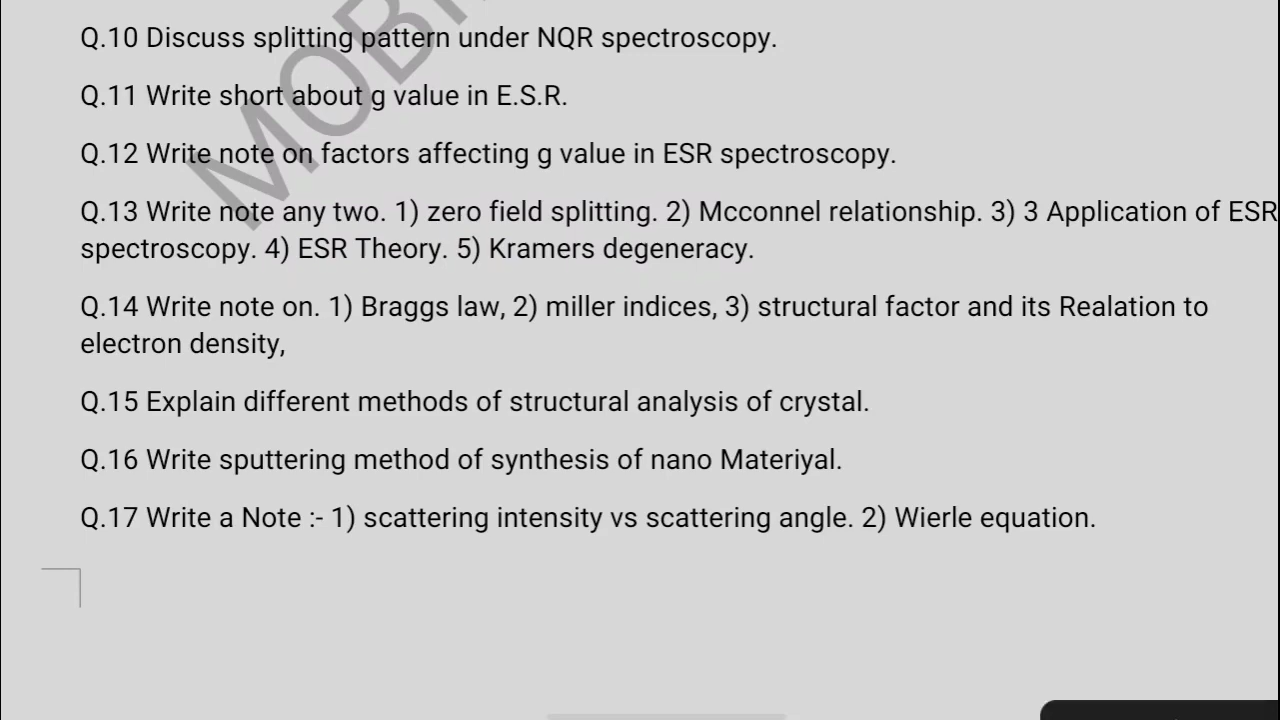 Q.10 Discuss splitting pattern under NQR spectroscopy.
Q.11 Write short about g value in E.S.R.
Q.12 Write note on factors affecting g value in ESR spectroscopy.
Q.13 Write note any two. 1) zero field splitting. 2) Mcconnel relationship. 3) 3 Application of ESR
spectroscopy. 4) ESR Theory. 5) Kramers degeneracy.
Q.14 Write note on. 1) Braggs law, 2) miller indices, 3) structural factor and its Realation to
electron density,
Q.15 Explain different methods of structural analysis of crystal.
Q.16 Write sputtering method of synthesis of nano Materiyal.
Q.17 Write a Note :- 1) scattering intensity vs scattering angle. 2) Wierle equation.